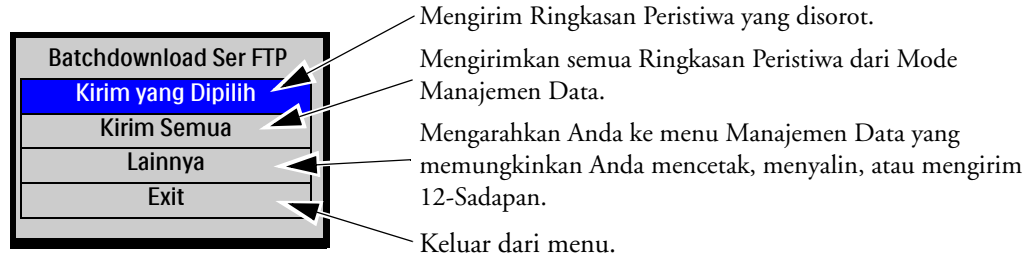 Batchdownload Ser FTP
Kirim yang Dipilih
Kirim Semua
Lainnya
Exit
Mengirim Ringkasan Peristiwa yang disorot.
Mengirimkan semua Ringkasan Peristiwa dari Mode
Manajemen Data.
Mengarahkan Anda ke menu Manajemen Data yang
memungkinkan Anda mencetak, menyalin, atau mengirim
12-Sadapan.
Keluar dari menu.